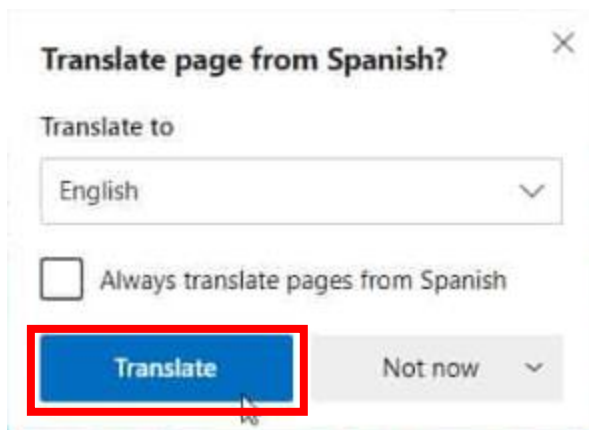 Translate page from Spanish?
Translate to
English
Always translate pages from Spanish
Translate
Not now